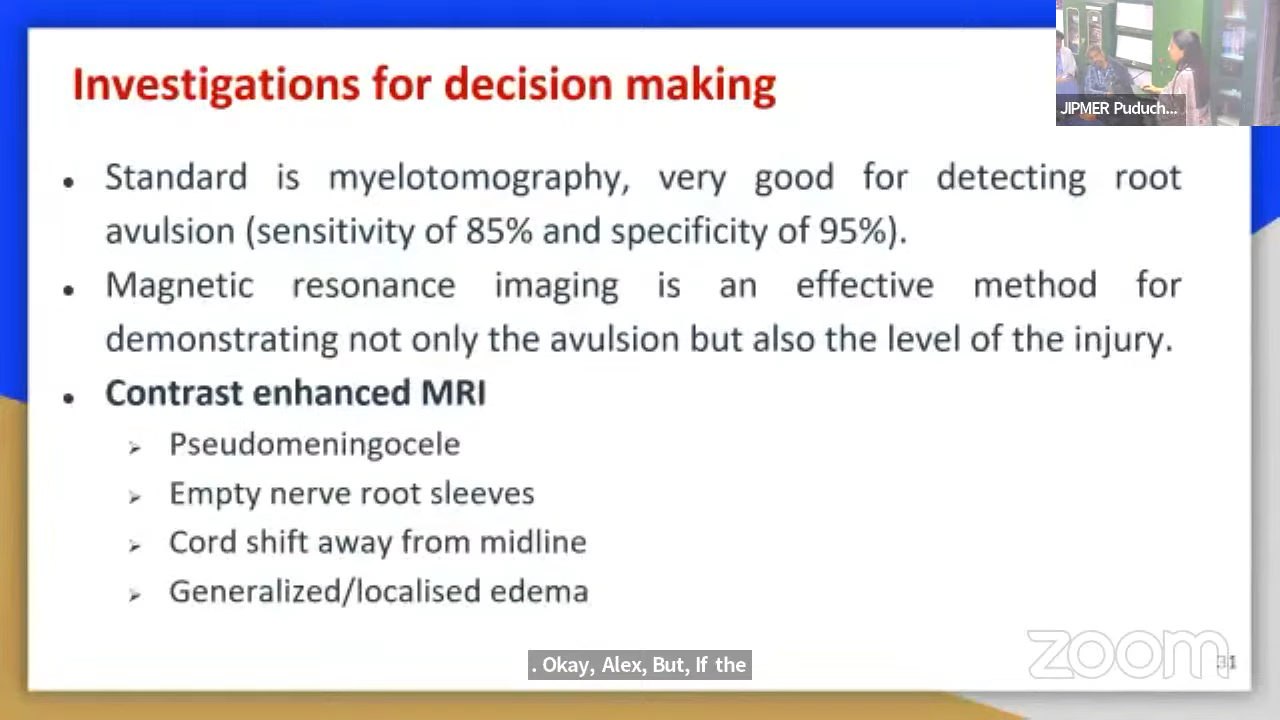 Investigations for decision making
JIPMER Puduch...
• Standard is myelotomography, very good for detecting root
avulsion (sensitivity of 85% and specificity of 95%).
• Magnetic resonance imaging is an effective method for
demonstrating not only the avulsion but also the level of the injury.
• Contrast enhanced MRI
➢ Pseudomeningocele
➢ Empty nerve root sleeves
➢ Cord shift away from midline
➢ Generalized/localised edema
. Okay, Alex, But, If the
zoom
31